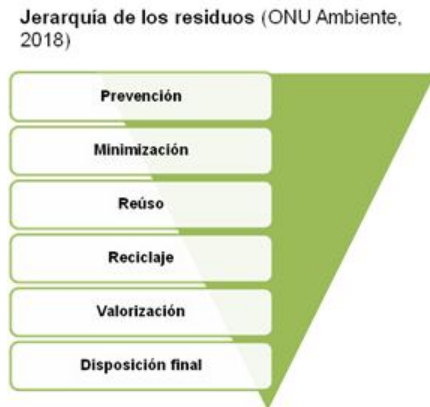 Jerarquía de los residuos (ONU Ambiente,
2018)
Prevención
Minimización
Reúso
Reciclaje
Valorización
Disposición final